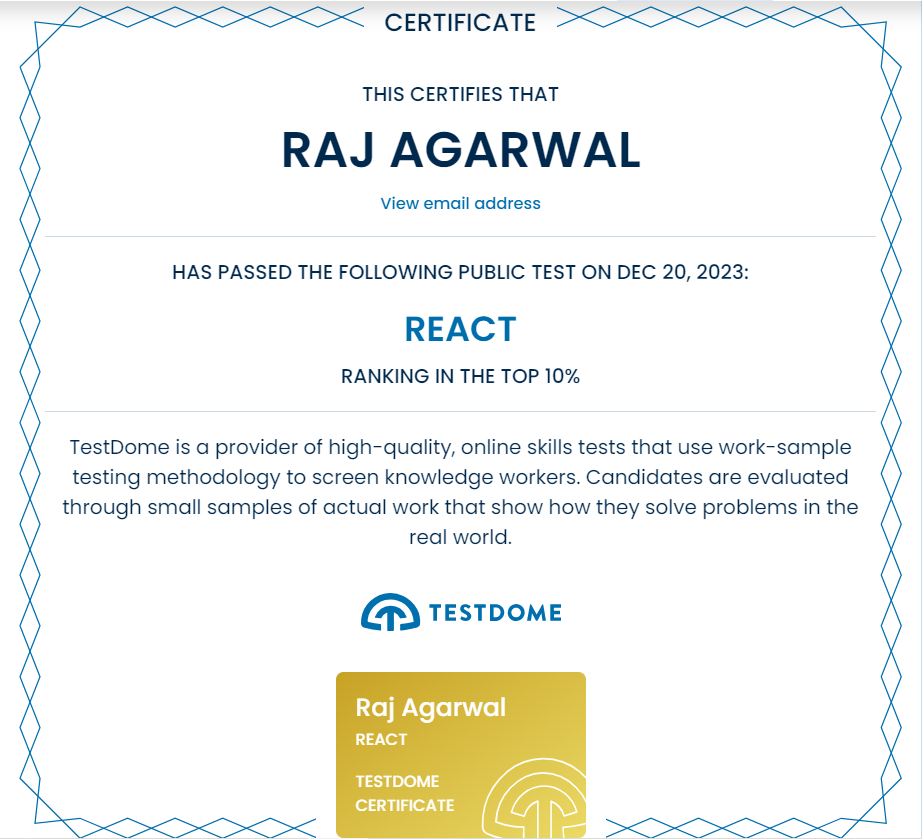 CERTIFICATE
THIS CERTIFIES THAT
RAJ AGARWAL
View email address
HAS PASSED THE FOLLOWING PUBLIC TEST ON DEC 20, 2023:
REACT
RANKING IN THE TOP 10%
TestDome is a provider of high-quality, online skills tests that use work-sample
testing methodology to screen knowledge workers. Candidates are evaluated
through small samples of actual work that show how they solve problems in the
real world.
TESTDOME
Raj Agarwal
REACT
TESTDOME
CERTIFICATE